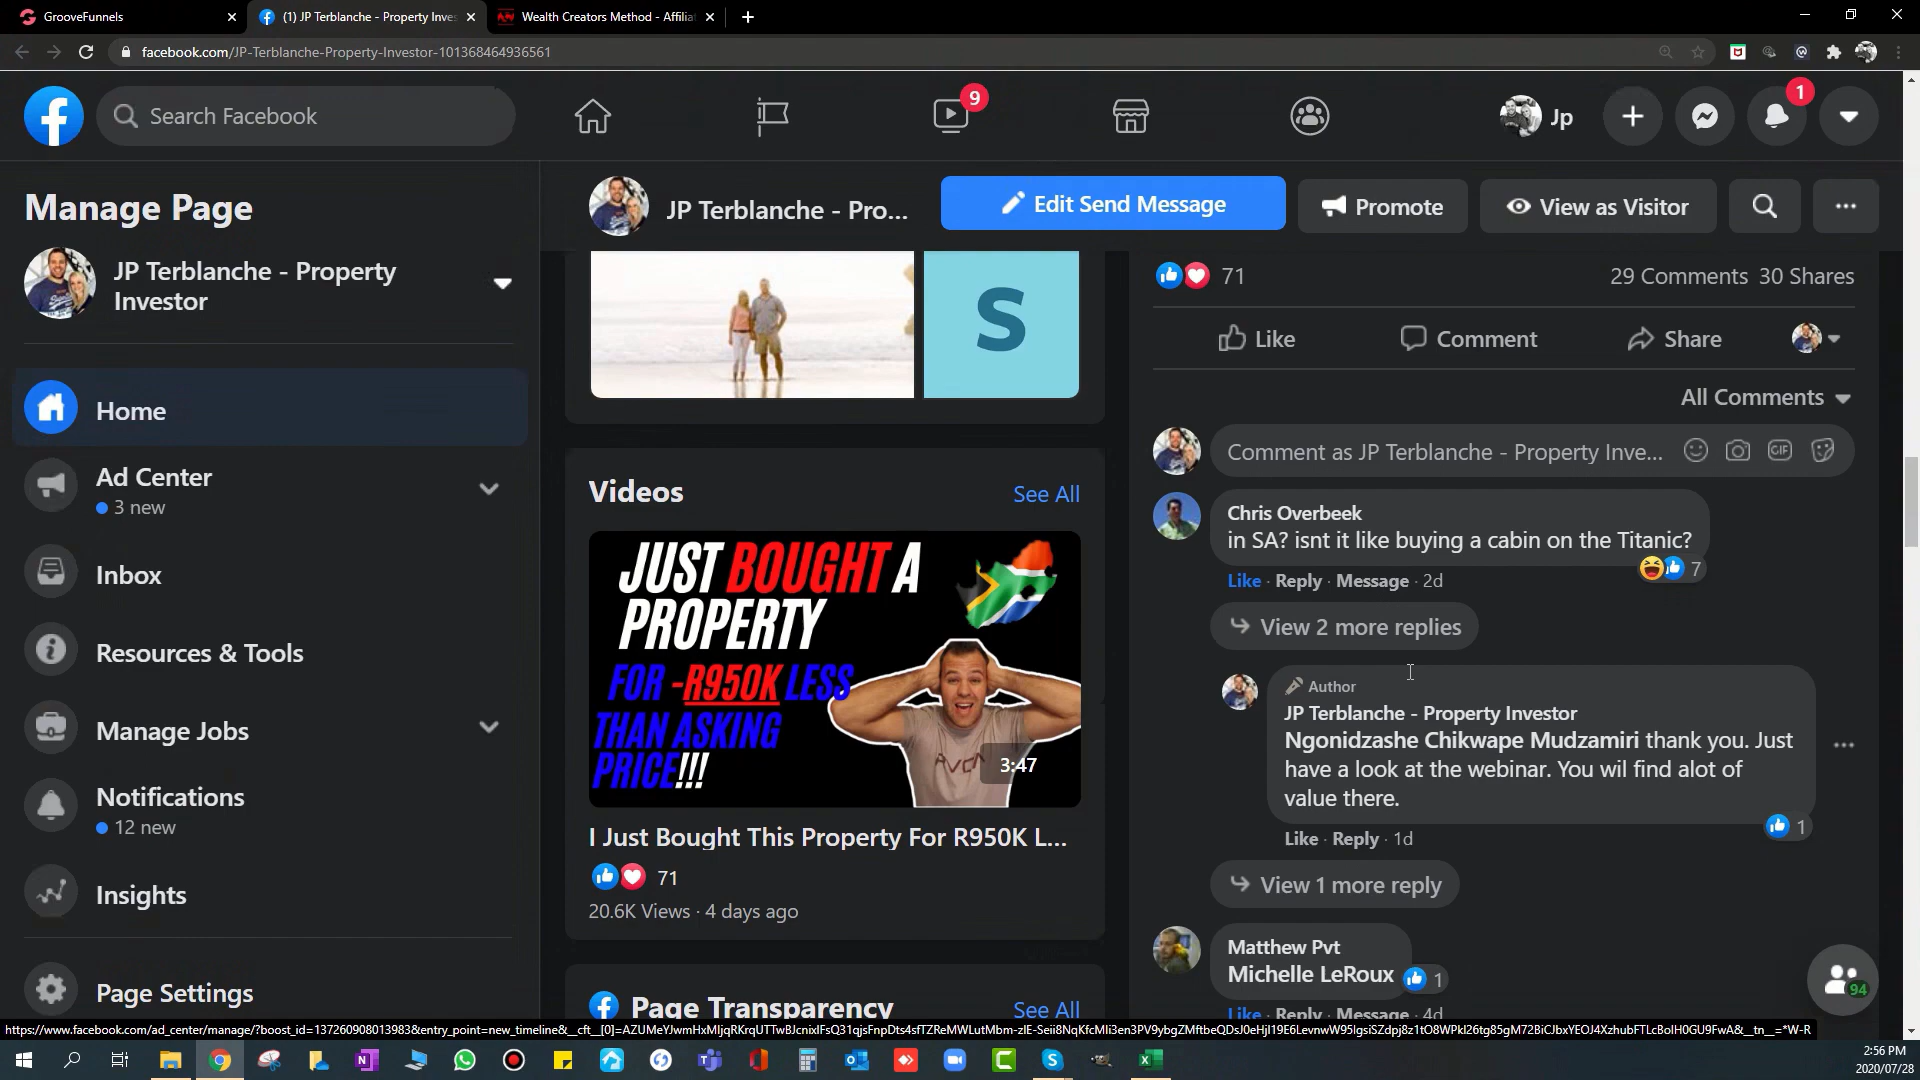 GrooveFunnels
(1) JP Terblanche - Property Inves
Wealth Creators Method - Affilia
facebook.com/JP-Terblanche-Property-Investor-101368464936561
Search Facebook
9
Jp
1
Manage Page
JP Terblanche - Property
Investor
Home
Ad Center
3 new
Inbox
Resources & Tools
Manage Jobs
Notifications
12 new
Insights
Page Settings
JP Terblanche - Pro...
Edit Send Message
Promote
View as Visitor
S
Videos
See All
JUST BOUGHT A
PROPERTY
FOR -R950K LESS
THAN ASKING
PRICE!!!
3:47
I Just Bought This Property For R950K L...
71
20.6K Views · 4 days ago
Page Transparency
See All
71
29 Comments 30 Shares
Like
Comment
Share
All Comments
Comment as JP Terblanche - Property Inve...
GIF
Chris Overbeek
in SA? isnt it like buying a cabin on the Titanic?
7
Like · Reply · Message · 2d
View 2 more replies
Author
JP Terblanche - Property Investor
Ngonidzashe Chikwape Mudzamiri thank you. Just
have a look at the webinar. You wil find alot of
value there.
1
Like · Reply · 1d
View 1 more reply
Matthew Pvt
Michelle LeRoux
1
Like · Reply · Message · 4d
94
2:56 PM
2020/07/28